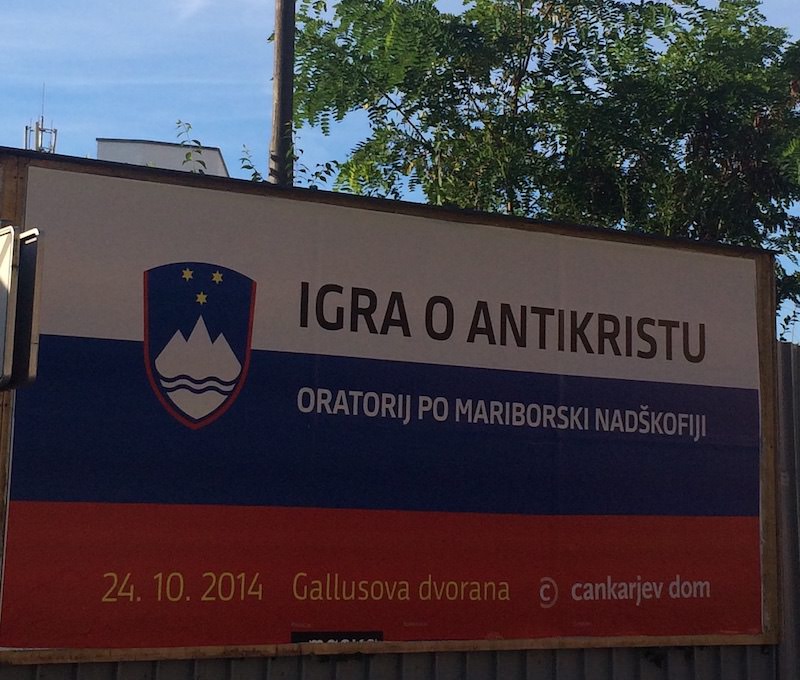 IGRA O ANTIKRISTU
ORATORIJ PO MARIBORSKI NADŠKOFIJI
24. 10. 2014 Gallusova dvorana © cankarjev dom